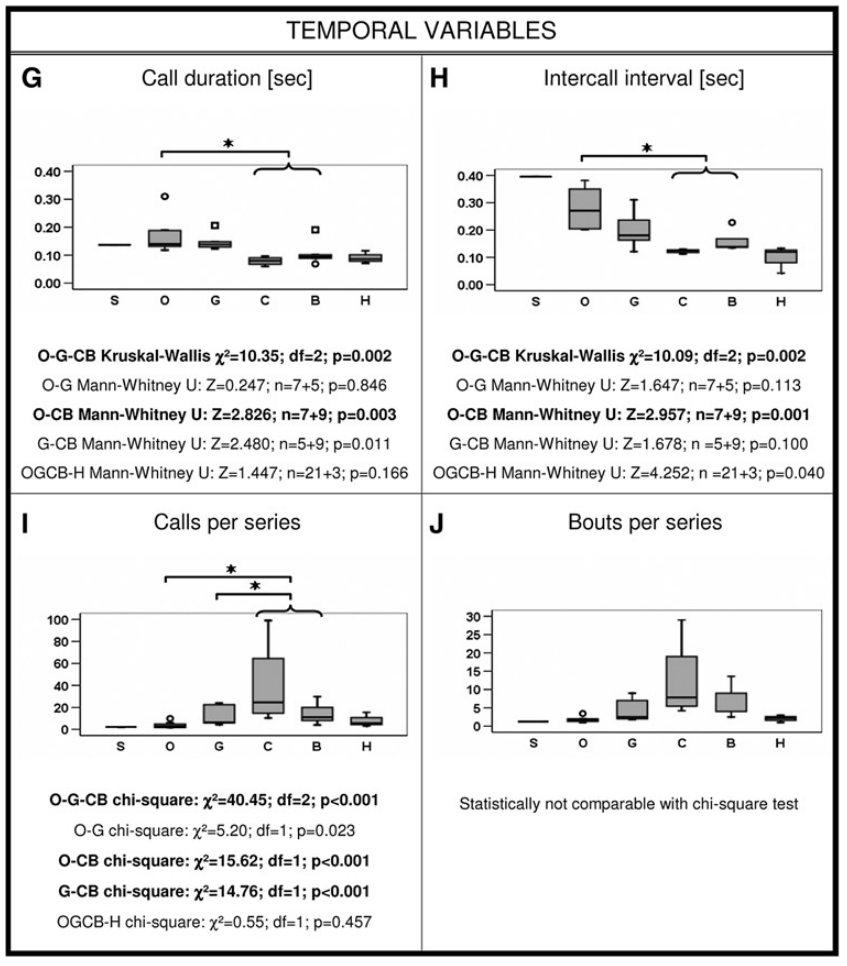 TEMPORAL VARIABLES
G Call duration [sec]
*
0.40
0.30
0.20
0.10
0.00
S O G C B H
O-G-CB Kruskal-Wallis χ²=10.35; df=2; p=0.002
O-G Mann-Whitney U: Z=0.247; n=7+5; p=0.846
O-CB Mann-Whitney U: Z=2.826; n=7+9; p=0.003
G-CB Mann-Whitney U: Z=2.480; n=5+9; p=0.011
OGCB-H Mann-Whitney U: Z=1.447; n=21+3; p=0.166
H Intercall interval [sec]
*
0.40
0.30
0.20
0.10
0.00
S O G C B H
O-G-CB Kruskal-Wallis χ²=10.09; df=2; p=0.002
O-G Mann-Whitney U: Z=1.647; n=7+5; p=0.113
O-CB Mann-Whitney U: Z=2.957; n=7+9; p=0.001
G-CB Mann-Whitney U: Z=1.678; n =5+9; p=0.100
OGCB-H Mann-Whitney U: Z=4.252; n =21+3; p=0.040
I Calls per series
*
*
100
80
60
40
20
0
S O G C B H
O-G-CB chi-square: χ²=40.45; df=2; p<0.001
O-G chi-square: χ²=5.20; df=1; p=0.023
O-CB chi-square: χ²=15.62; df=1; p<0.001
G-CB chi-square: χ²=14.76; df=1; p<0.001
OGCB-H chi-square: χ²=0.55; df=1; p=0.457
J Bouts per series
30
25
20
15
10
5
0
S O G C B H
Statistically not comparable with chi-square test